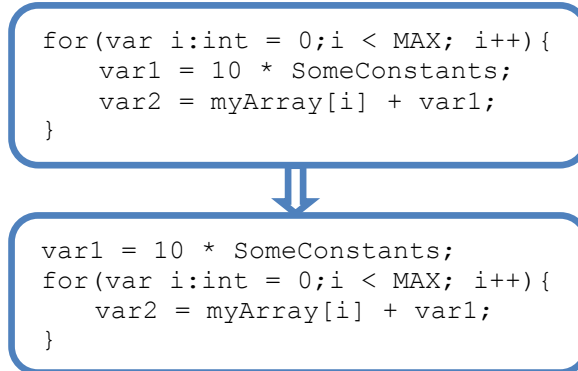 for(var i:int = 0;i < MAX; i++){
var1 = 10 * SomeConstants;
var2 = myArray[i] + var1;
}
var1 = 10 * SomeConstants;
for(var i:int = 0;i < MAX; i++){
var2 = myArray[i] + var1;
}